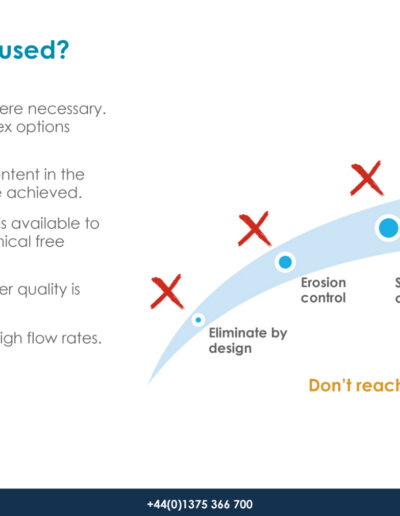 used?
ere necessary.
ex options
ntent in the
e achieved.
is available to
nical free
er quality is
igh flow rates.
Erosion
control
S
c
Eliminate by
design
Don't reach
+44(0)1375 366 700